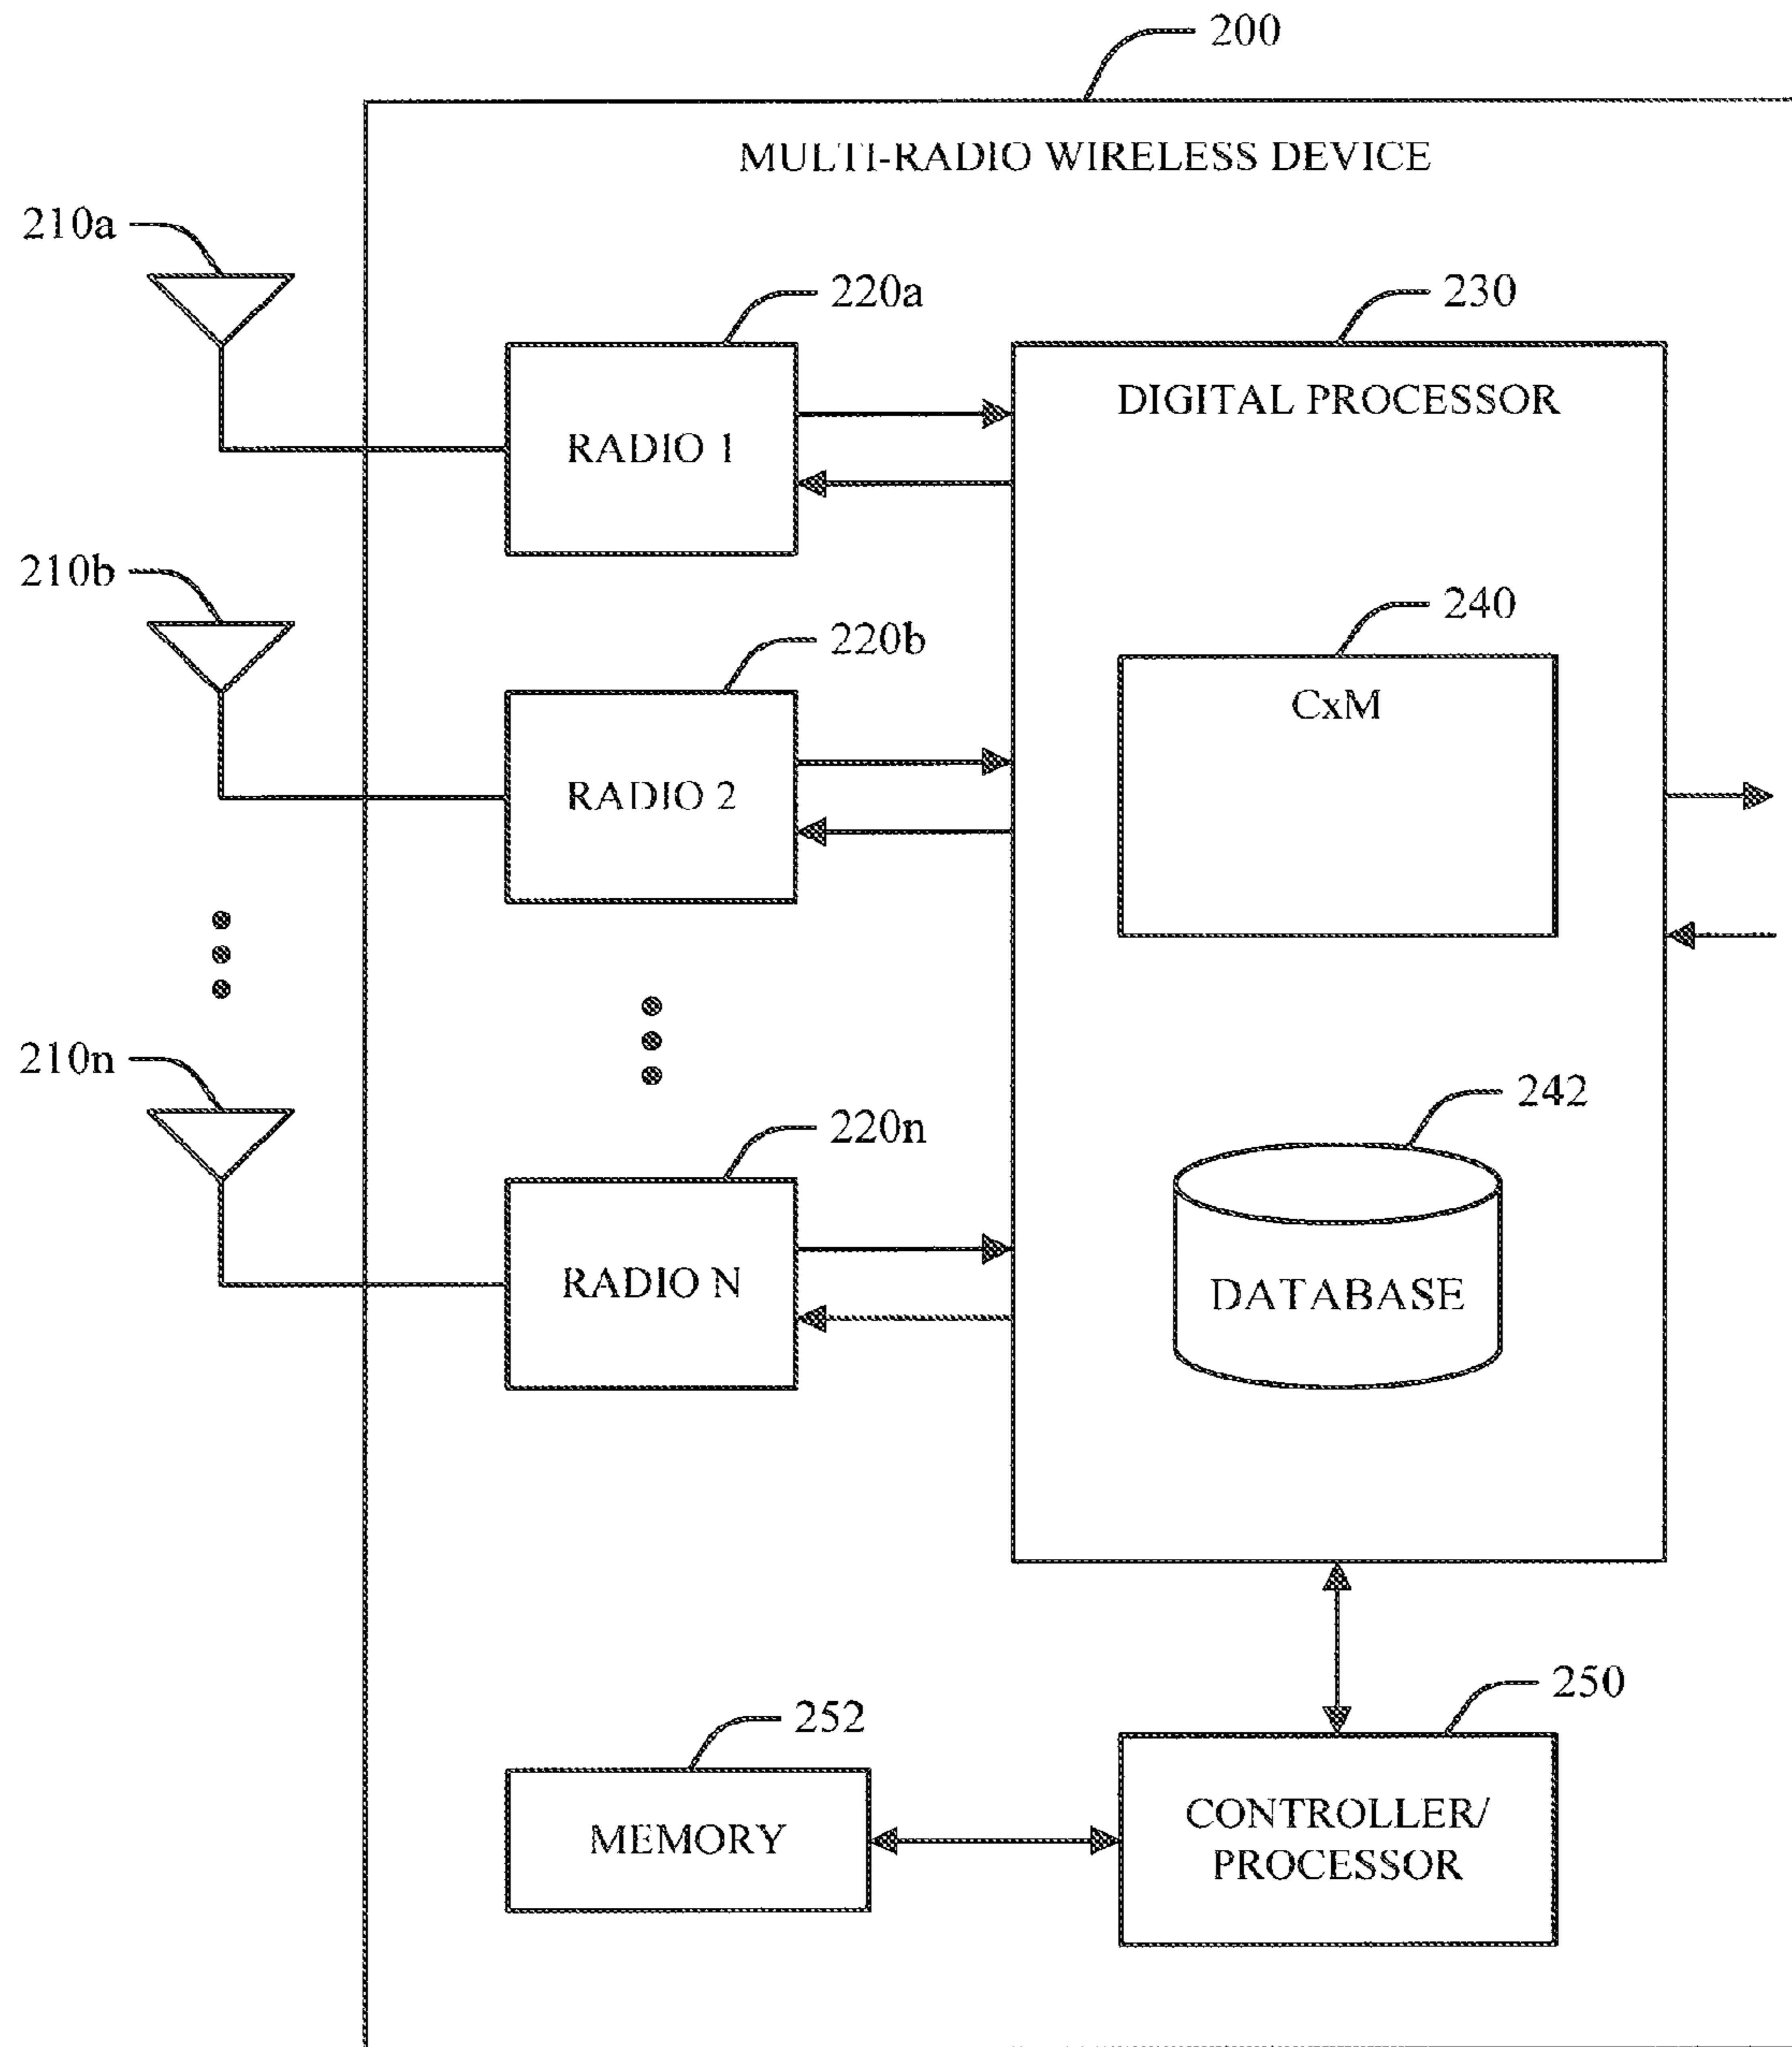 200
MULTI-RADIO WIRELESS DEVICE
210a
220a
230
RADIO 1
DIGITAL PROCESSOR
210b
220b
240
RADIO 2
CxM
210n
220n
242
RADIO N
DATABASE
252
250
MEMORY
CONTROLLER/
PROCESSOR